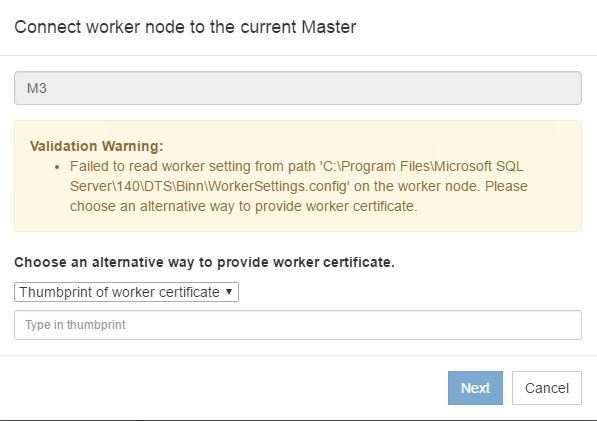 Connect worker node to the current Master
M3
Validation Warning:
• Failed to read worker setting from path 'C:\Program Files\Microsoft SQL
Server\140\DTS\Binn\WorkerSettings.config' on the worker node. Please
choose an alternative way to provide worker certificate.
Choose an alternative way to provide worker certificate.
Thumbprint of worker certificate
Type in thumbprint
Next Cancel